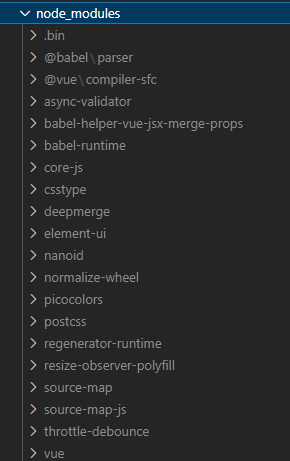 node_modules
.bin
@babel\parser
@vue\compiler-sfc
async-validator
babel-helper-vue-jsx-merge-props
babel-runtime
core-js
csstype
deepmerge
element-ui
nanoid
normalize-wheel
picocolors
postcss
regenerator-runtime
resize-observer-polyfill
source-map
source-map-js
throttle-debounce
vue